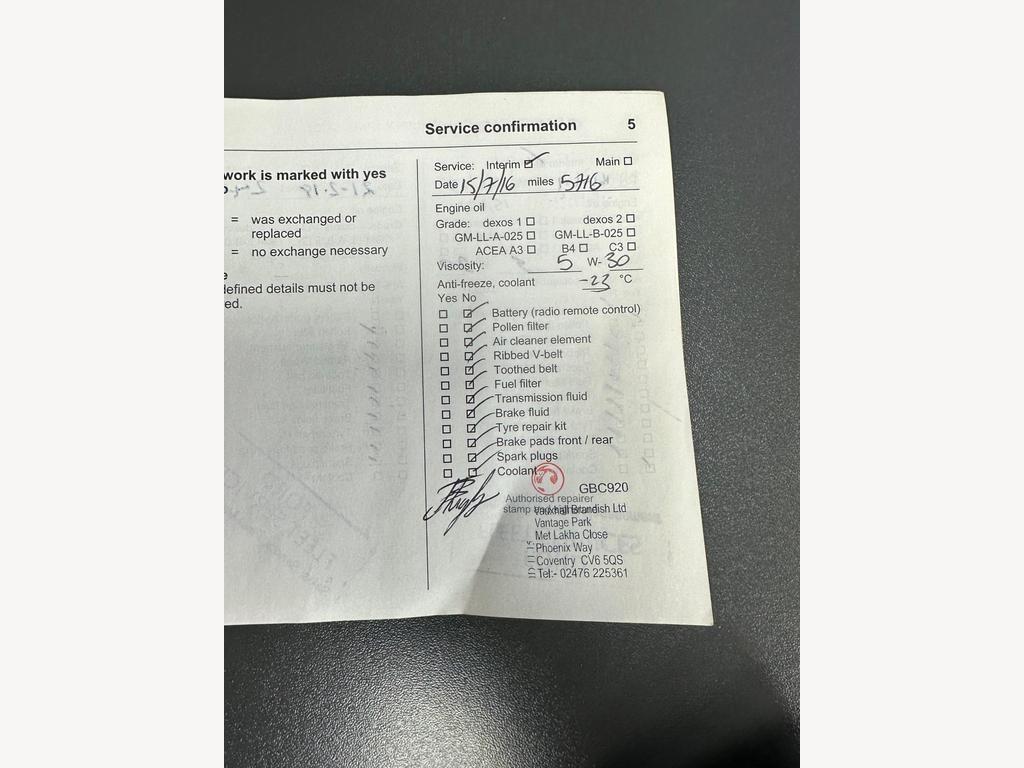 Service confirmation 5
work is marked with yes
= was exchanged or
replaced
= no exchange necessary
efined details must not be
ed.
Service: Interim ☑ Main ☐
Date 15/7/16 miles 5716
Engine oil
Grade: dexos 1 ☐ dexos 2 ☐
GM-LL-A-025 ☐ GM-LL-B-025 ☐
ACEA A3 ☐ B4 ☐ C3 ☐
Viscosity: 5 W- 30
Anti-freeze, coolant -23 °C
Yes No
☐ ☑ Battery (radio remote control)
☐ ☑ Pollen filter
☐ ☑ Air cleaner element
☐ ☑ Ribbed V-belt
☐ ☑ Toothed belt
☐ ☑ Fuel filter
☐ ☑ Transmission fluid
☐ ☑ Brake fluid
☐ ☑ Tyre repair kit
☐ ☑ Brake pads front / rear
☐ ☑ Spark plugs
☐ ☑ Coolant
GBC920
Authorised repairer
stamp
Vauxhall Brandish Ltd
Vantage Park
Met Lakha Close
Phoenix Way
Coventry CV6 5QS
Tel:- 02476 225361